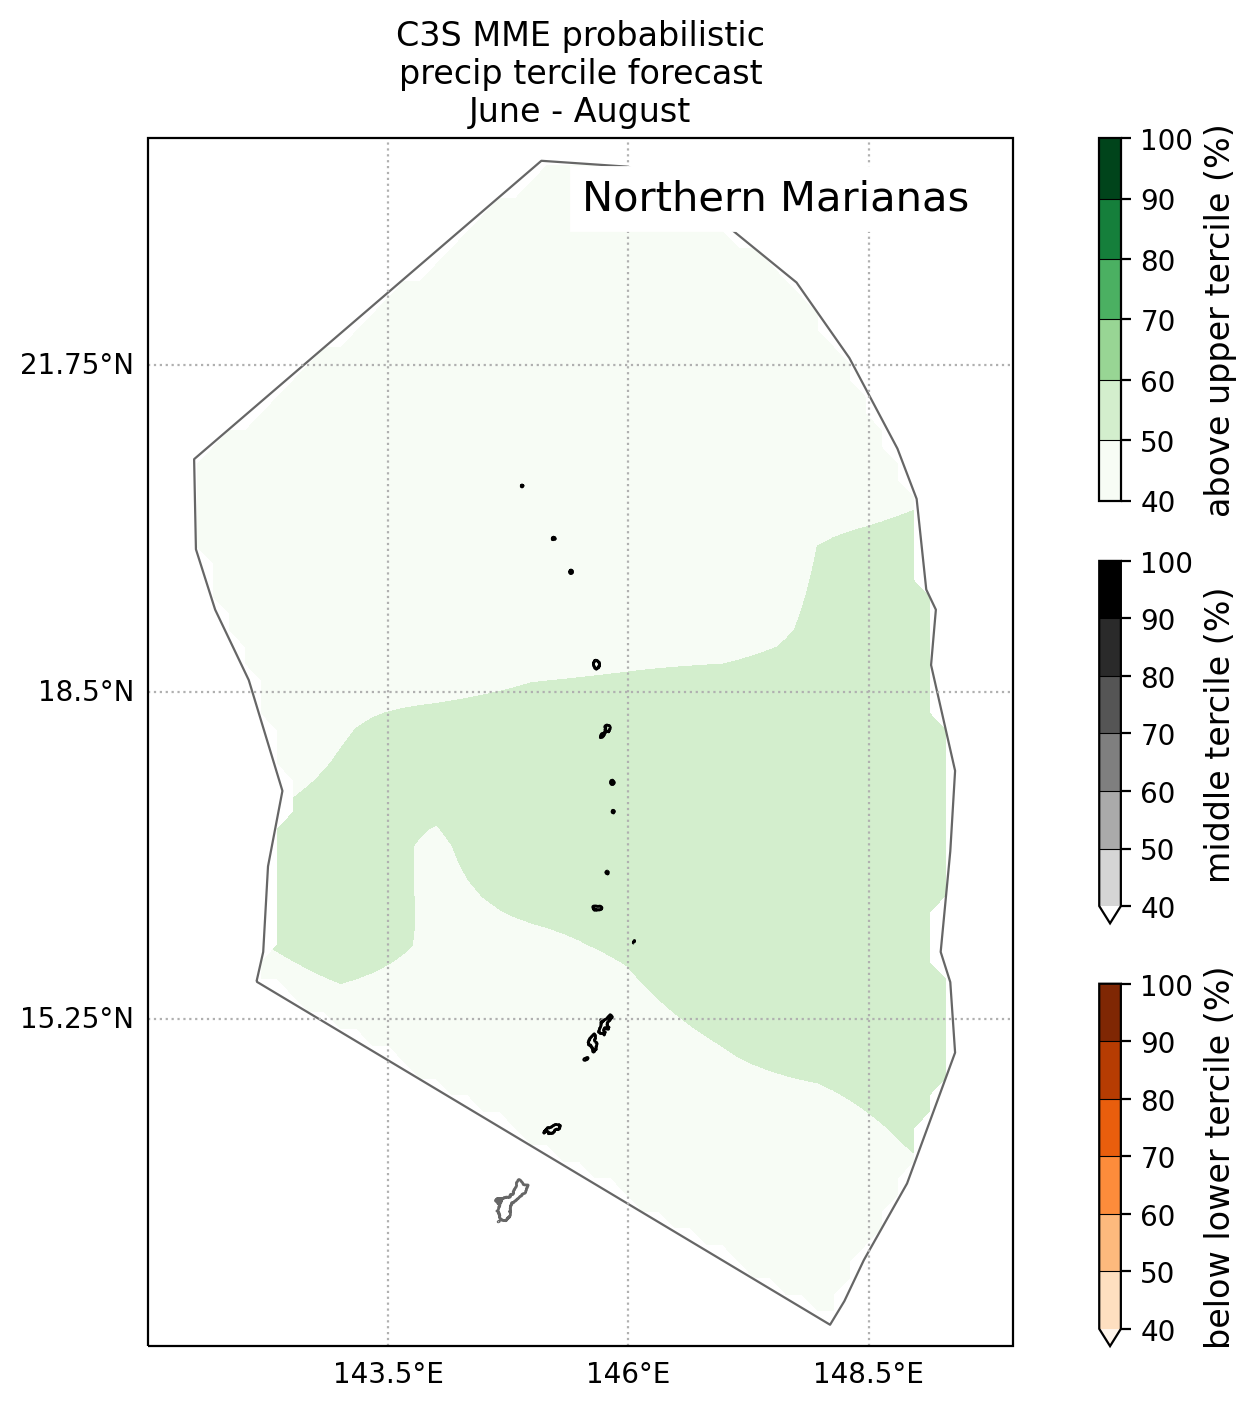 C3S MME probabilistic
precip tercile forecast
June - August
Northern Marianas
21.75°N
18.5°N
15.25°N
143.5°E
146°E
148.5°E
100
90
80
70
60
50
40
above upper tercile (%)
100
90
80
70
60
50
40
middle tercile (%)
100
90
80
70
60
50
40
below lower tercile (%)